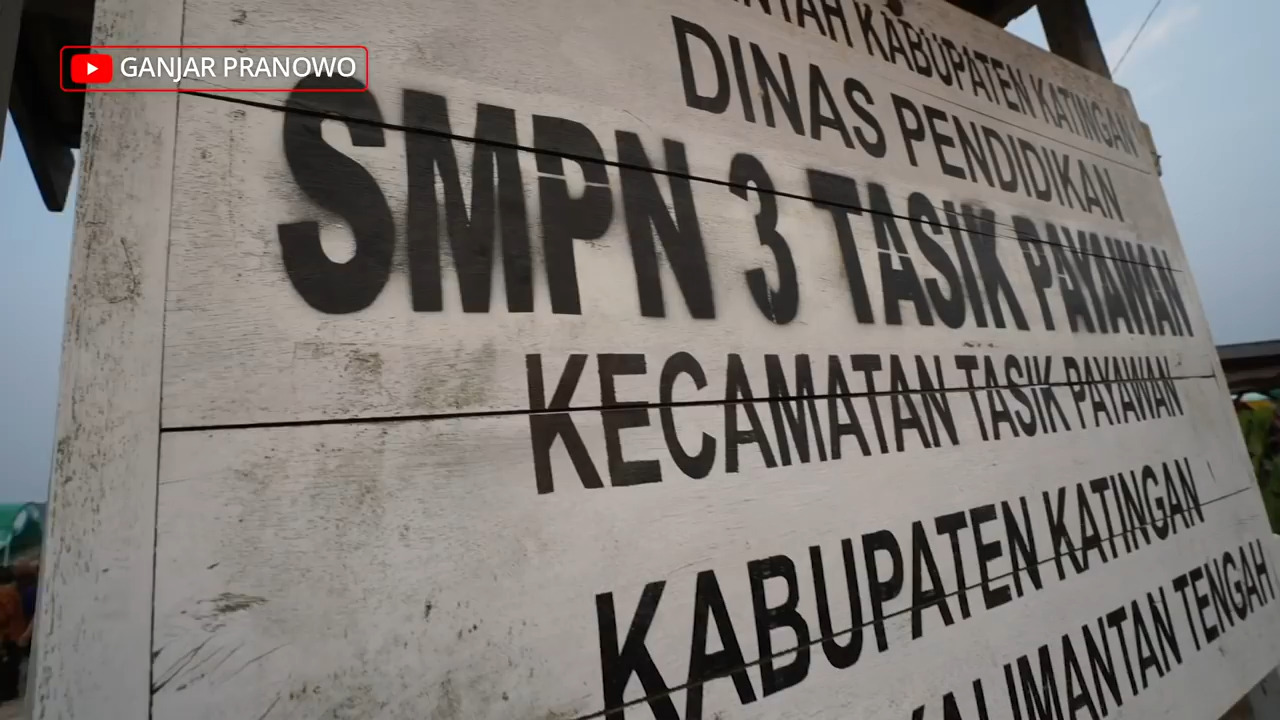 GANJAR PRANOWO
KABUPATEN KATINGAN
DINAS PENDIDIKAN
SMPN 3 TASIK PAYAWAN
KECAMATAN TASIK PAYAWAN
KABUPATEN KATINGAN
KALIMANTAN TENGAH